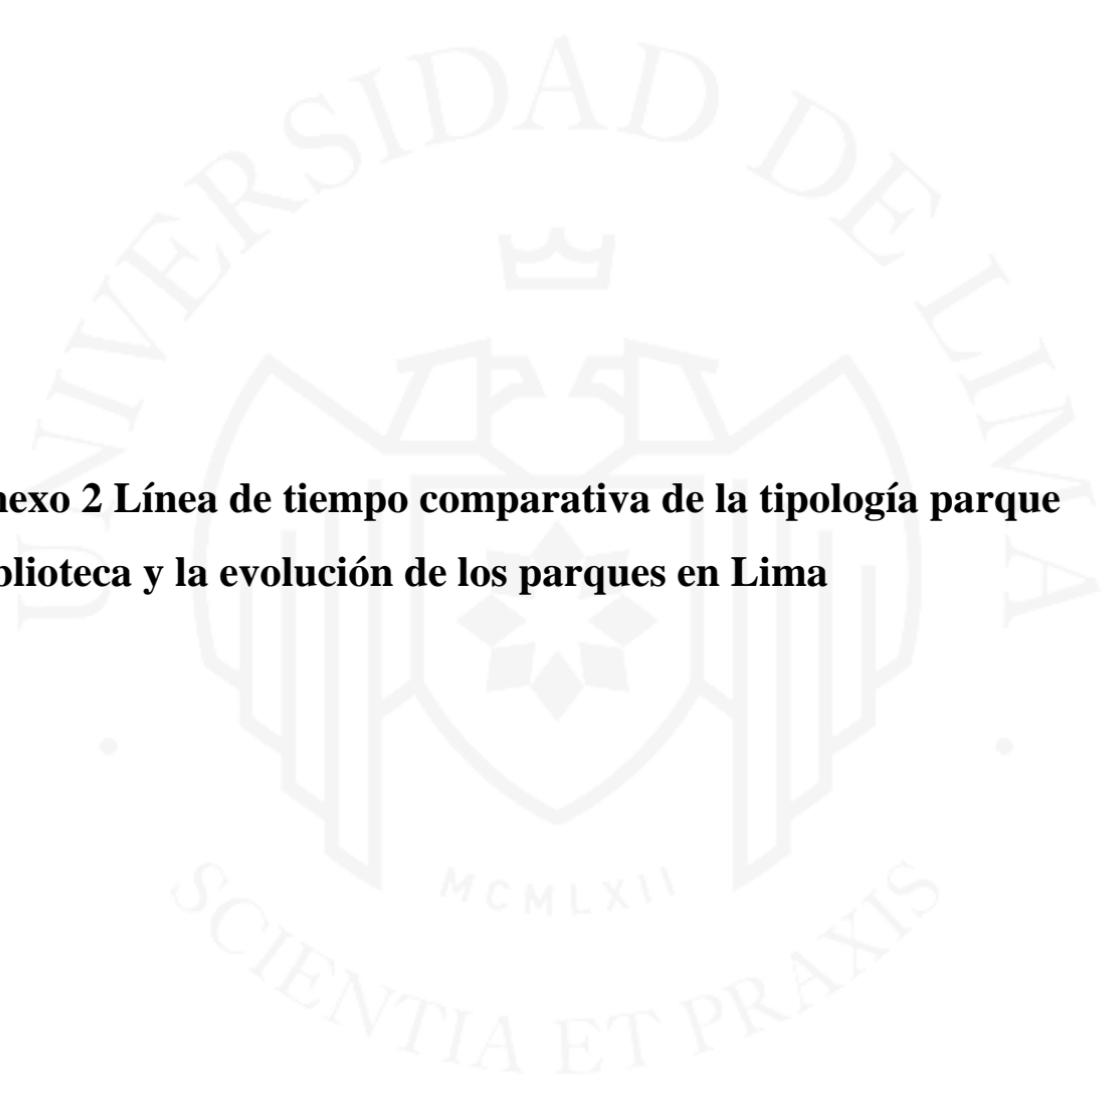 UNIVERSIDAD DE LIMA
nexo 2 Línea de tiempo comparativa de la tipología parque
blioteca y la evolución de los parques en Lima
MCMLXII
SCIENTIA ET PRAXIS